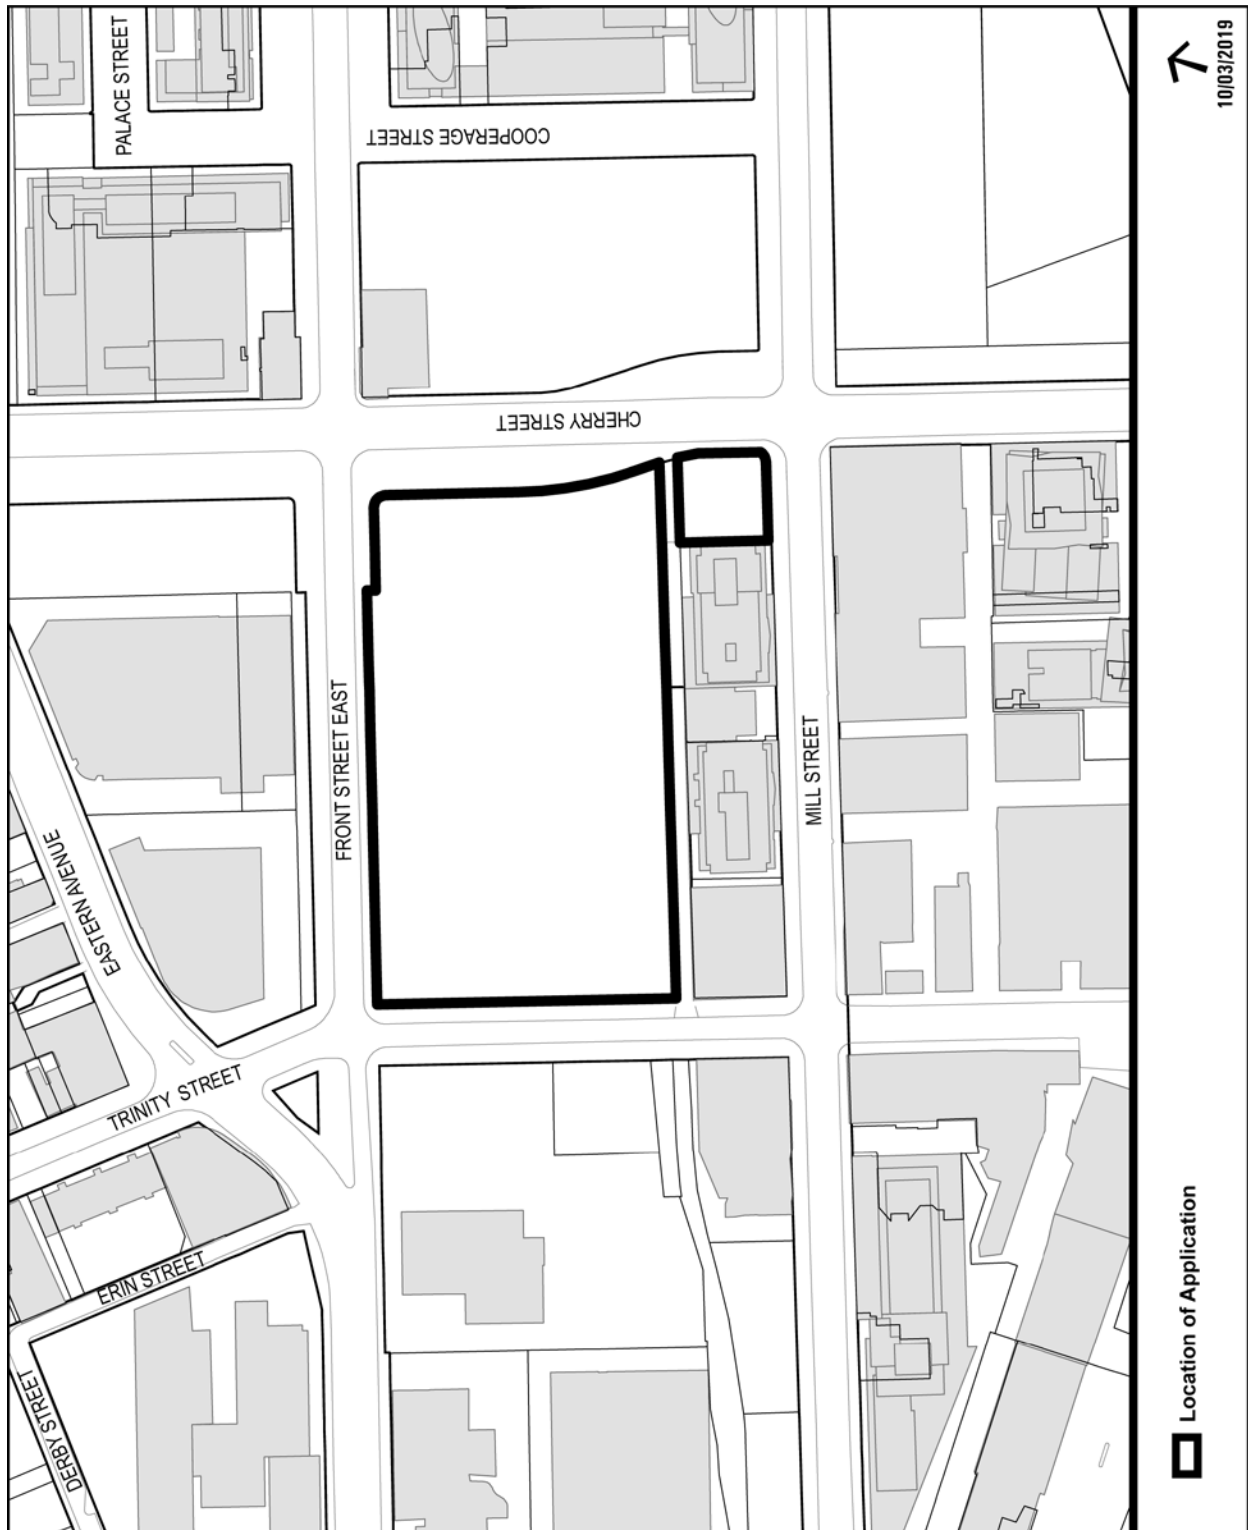 PALACE STREET
COOPERAGE STREET
CHERRY STREET
FRONT STREET EAST
MILL STREET
EASTERN AVENUE
TRINITY STREET
ERIN STREET
DERBY STREET
Location of Application
10/03/2019